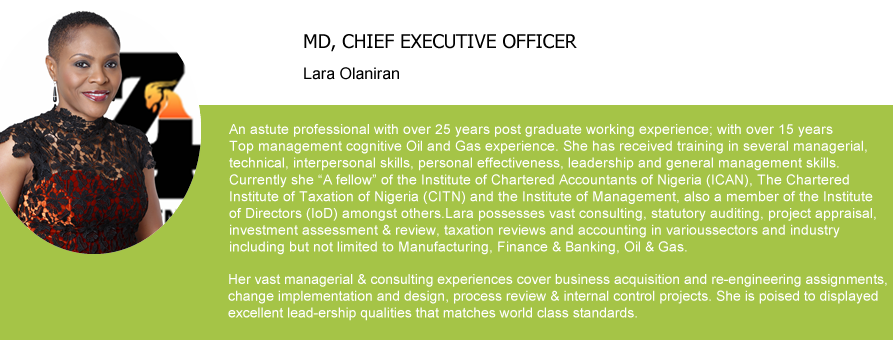 MD, CHIEF EXECUTIVE OFFICER
Lara Olaniran
An astute professional with over 25 years post graduate working experience; with over 15 years
Top management cognitive Oil and Gas experience. She has received training in several managerial,
technical, interpersonal skills, personal effectiveness, leadership and general management skills.
Currently she “A fellow” of the Institute of Chartered Accountants of Nigeria (ICAN), The Chartered
Institute of Taxation of Nigeria (CITN) and the Institute of Management, also a member of the Institute
of Directors (IoD) amongst others.Lara possesses vast consulting, statutory auditing, project appraisal,
investment assessment & review, taxation reviews and accounting in varioussectors and industry
including but not limited to Manufacturing, Finance & Banking, Oil & Gas.
Her vast managerial & consulting experiences cover business acquisition and re-engineering assignments,
change implementation and design, process review & internal control projects. She is poised to displayed
excellent lead-ership qualities that matches world class standards.